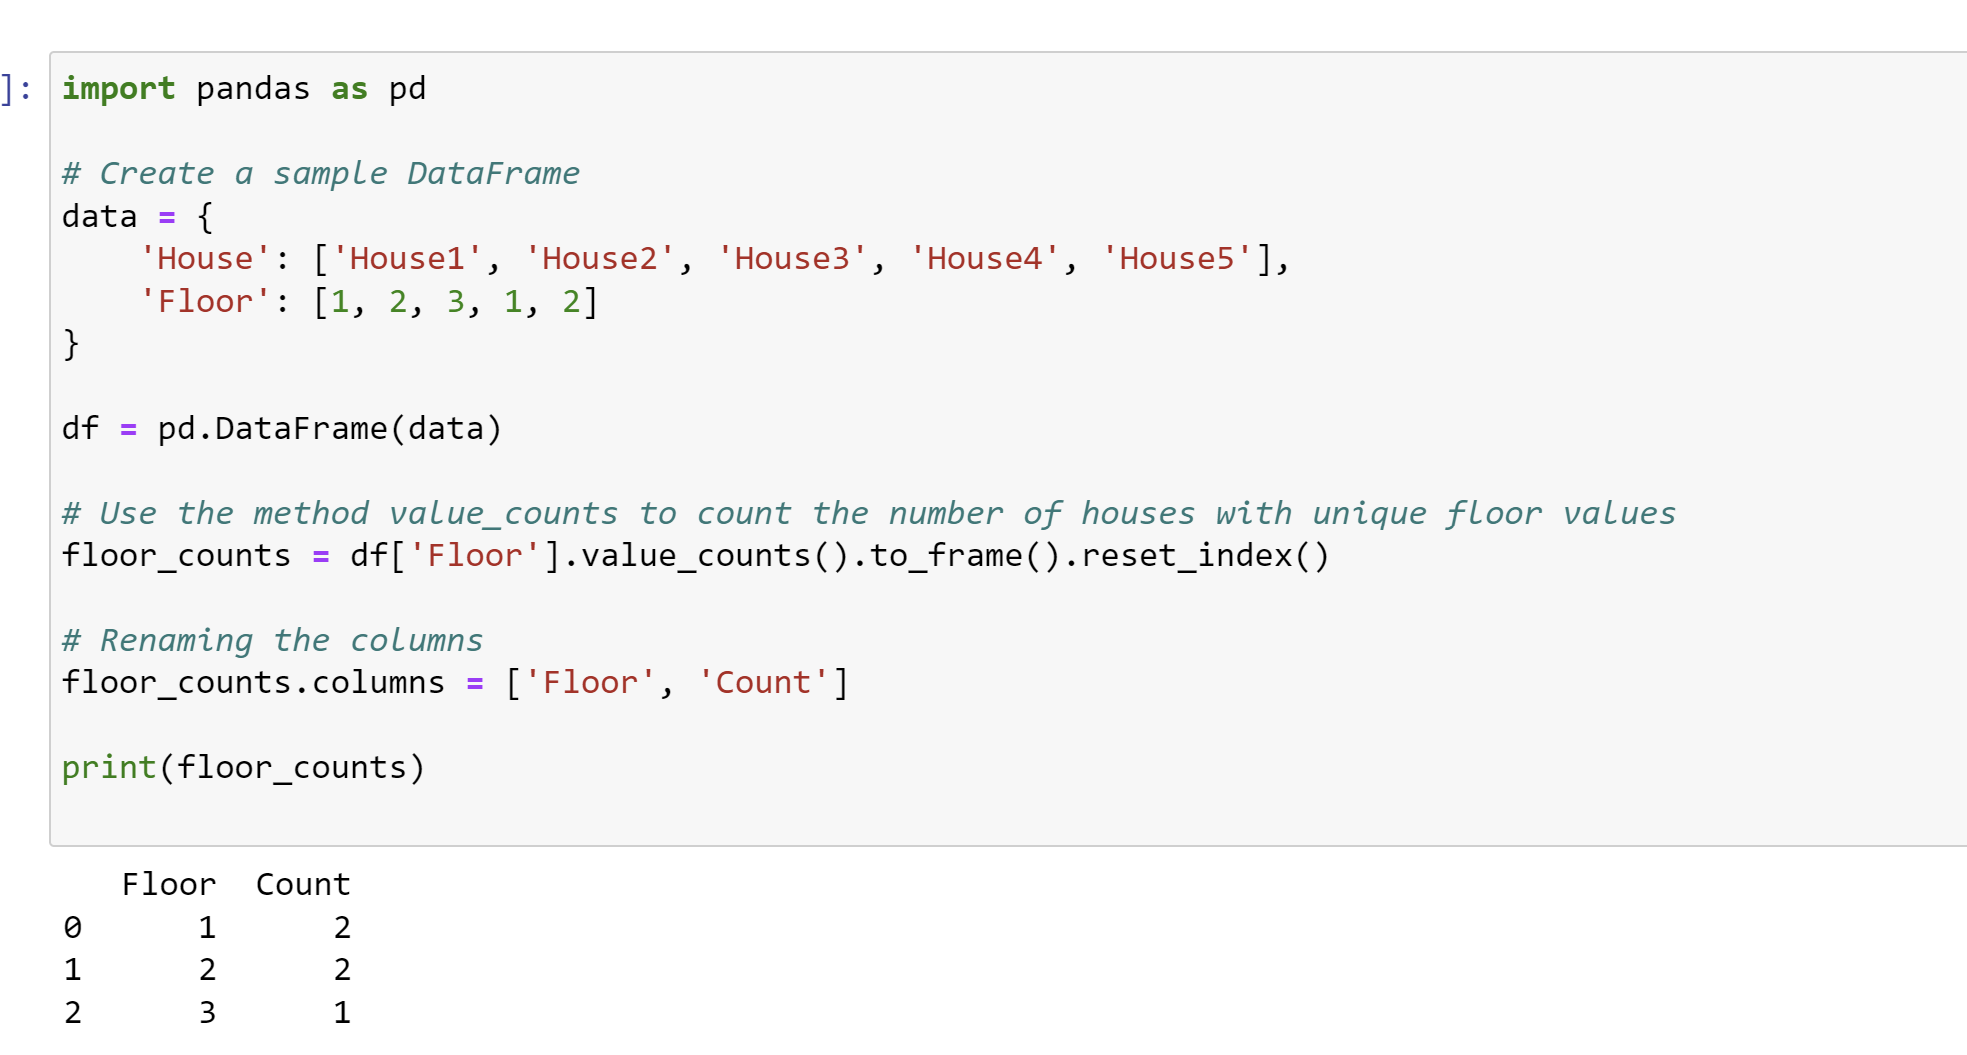 ]:
import pandas as pd
# Create a sample DataFrame
data = {
    'House': ['House1', 'House2', 'House3', 'House4', 'House5'],
    'Floor': [1, 2, 3, 1, 2]
}
df = pd.DataFrame(data)
# Use the method value_counts to count the number of houses with unique floor values
floor_counts = df['Floor'].value_counts().to_frame().reset_index()
# Renaming the columns
floor_counts.columns = ['Floor', 'Count']
print(floor_counts)
   Floor  Count
0      1      2
1      2      2
2      3      1